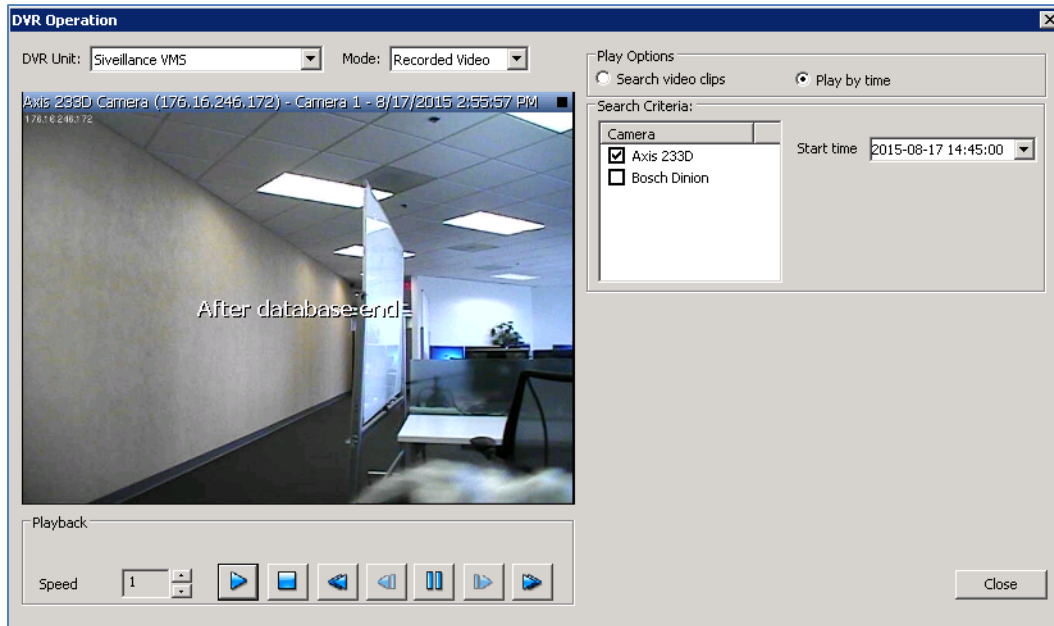 DVR Operation
DVR Unit: Siveillance VMS Mode: Recorded Video
Axis 233D Camera (176.16.246.172) - Camera 1 - 8/17/2015 2:55:57 PM
176.16.246.172
After database end
Play Options
Search video clips Play by time
Search Criteria:
Camera
Axis 233D
Bosch Dinion
Start time 2015-08-17 14:45:00
Playback
Speed 1
Close